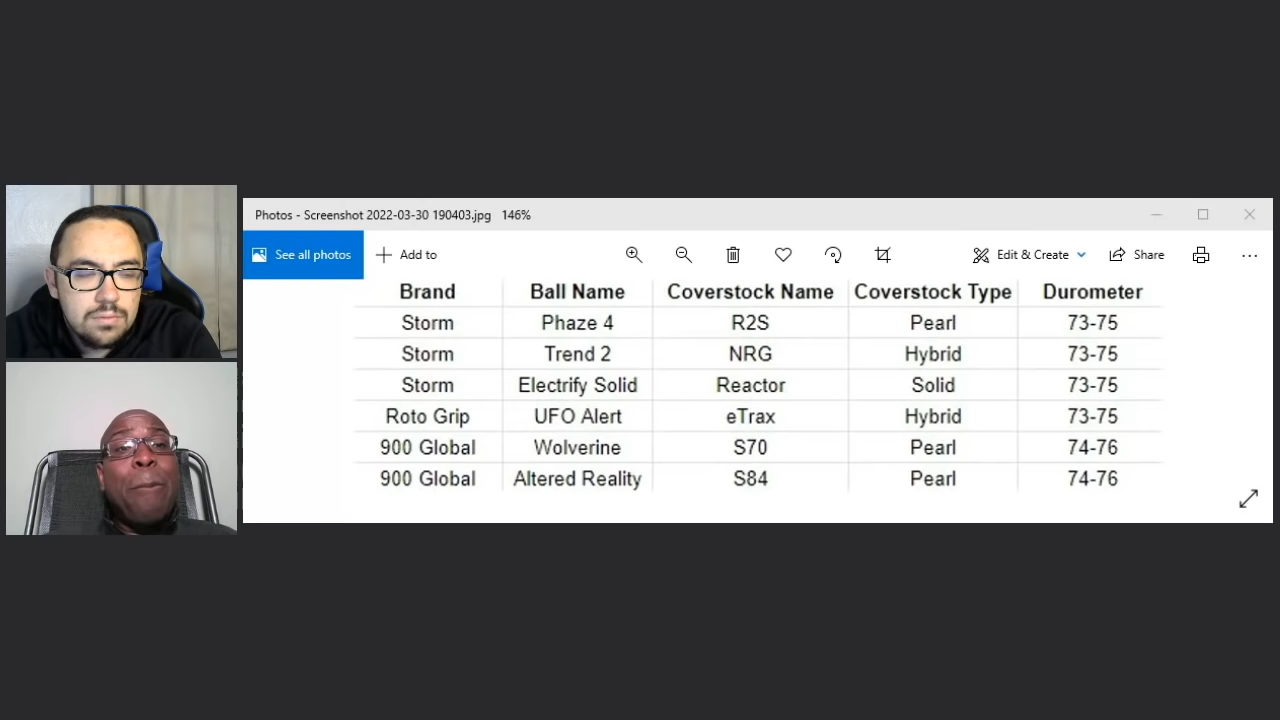 Photos - Screenshot 2022-03-30 190403.jpg 146%
See all photos Add to Edit & Create Share
Brand Ball Name Coverstock Name Coverstock Type Durometer
Storm Phaze 4 R2S Pearl 73-75
Storm Trend 2 NRG Hybrid 73-75
Storm Electrify Solid Reactor Solid 73-75
Roto Grip UFO Alert eTrax Hybrid 73-75
900 Global Wolverine S70 Pearl 74-76
900 Global Altered Reality S84 Pearl 74-76